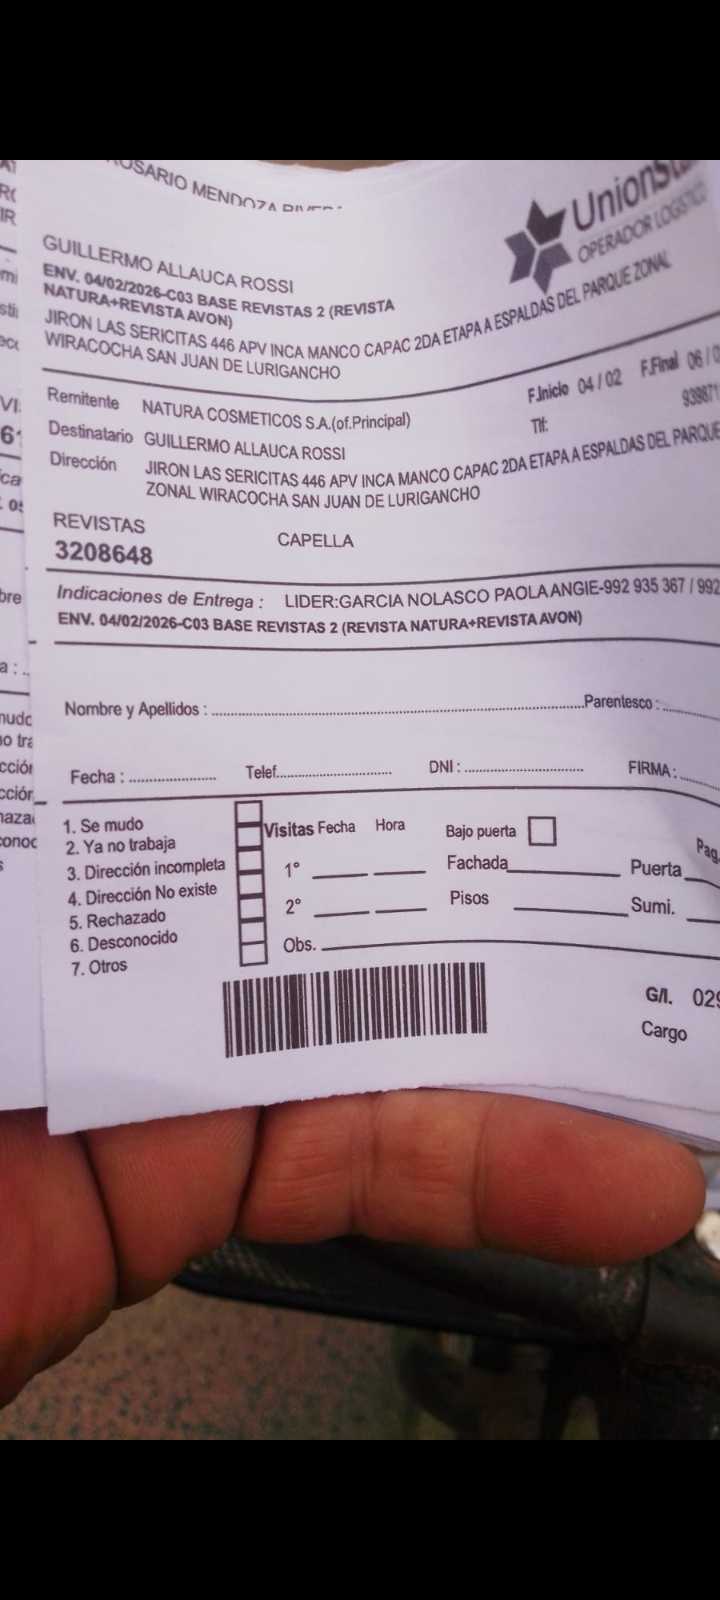 ROSARIO MENDOZA
UnionSta
OPERADOR LOGISTICO
GUILLERMO ALLAUCA ROSSI
ENV. 04/02/2026-C03 BASE REVISTAS 2 (REVISTA
NATURA+REVISTA AVON)
JIRON LAS SERICITAS 446 APV INCA MANCO CAPAC 2DA ETAPA A ESPALDAS DEL PARQUE ZONAL
WIRACOCHA SAN JUAN DE LURIGANCHO
Remitente NATURA COSMETICOS S.A.(of.Principal) F.Inicio 04 / 02 F.Final 06 / 0
Destinatario GUILLERMO ALLAUCA ROSSI Tlf:
Dirección JIRON LAS SERICITAS 446 APV INCA MANCO CAPAC 2DA ETAPA A ESPALDAS DEL PARQUE
ZONAL WIRACOCHA SAN JUAN DE LURIGANCHO
REVISTAS CAPELLA
3208648
Indicaciones de Entrega : LIDER:GARCIA NOLASCO PAOLA ANGIE-992 935 367 / 992
ENV. 04/02/2026-C03 BASE REVISTAS 2 (REVISTA NATURA+REVISTA AVON)
Nombre y Apellidos : Parentesco :
Fecha : Telef. DNI : FIRMA :
1. Se mudo
2. Ya no trabaja
3. Dirección incompleta
4. Dirección No existe
5. Rechazado
6. Desconocido
7. Otros
Visitas Fecha Hora Bajo puerta Pag.
1° Fachada Puerta
2° Pisos Sumi.
Obs.
G/I. 029
Cargo